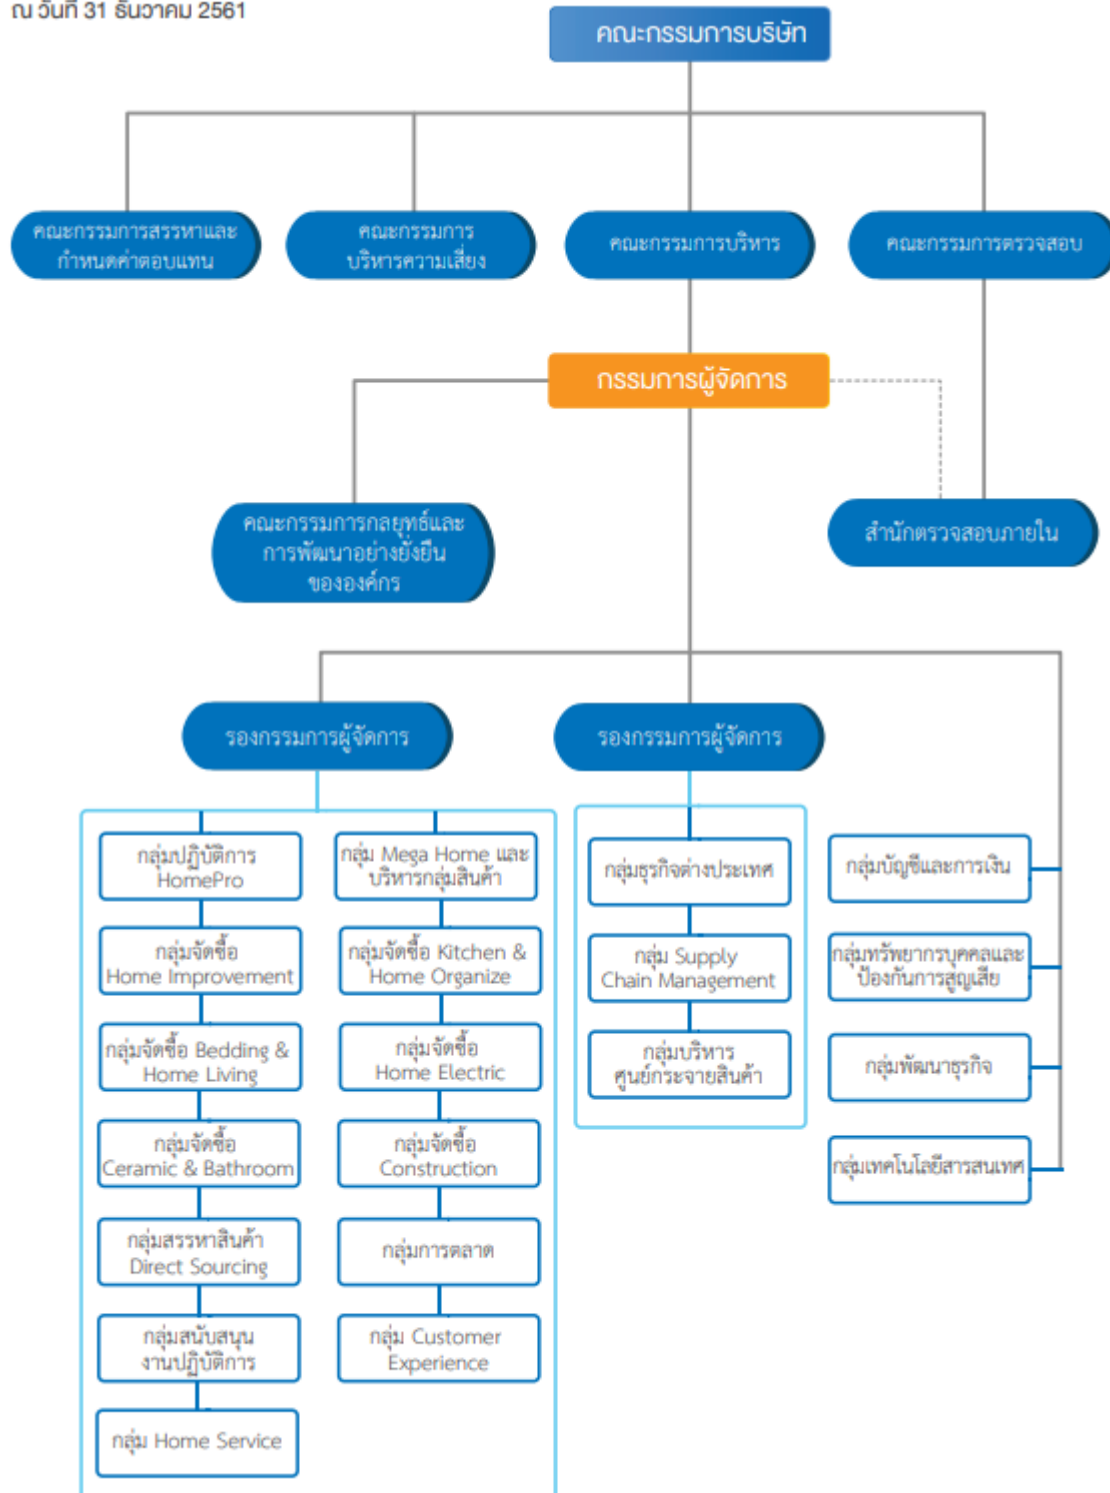 ณ วันที่ 31 ธันวาคม 2561
คณะกรรมการบริษัท
คณะกรรมการสรรหาและ
กำหนดค่าตอบแทน
คณะกรรมการ
บริหารความเสี่ยง
คณะกรรมการบริหาร
คณะกรรมการตรวจสอบ
กรรมการผู้จัดการ
คณะกรรมการกลยุทธ์และ
การพัฒนาอย่างยั่งยืน
ขององค์กร
สำนักตรวจสอบภายใน
รองกรรมการผู้จัดการ
รองกรรมการผู้จัดการ
กลุ่มปฏิบัติการ
HomePro
กลุ่มจัดซื้อ
Home Improvement
กลุ่มจัดซื้อ Bedding &
Home Living
กลุ่มจัดซื้อ
Ceramic & Bathroom
กลุ่มสรรหาสินค้า
Direct Sourcing
กลุ่มสนับสนุน
งานปฏิบัติการ
กลุ่ม Home Service
กลุ่ม Mega Home และ
บริหารกลุ่มสินค้า
กลุ่มจัดซื้อ Kitchen &
Home Organize
กลุ่มจัดซื้อ
Home Electric
กลุ่มจัดซื้อ
Construction
กลุ่มการตลาด
กลุ่ม Customer
Experience
กลุ่มธุรกิจต่างประเทศ
กลุ่ม Supply
Chain Management
กลุ่มบริหาร
ศูนย์กระจายสินค้า
กลุ่มบัญชีและการเงิน
กลุ่มทรัพยากรบุคคลและ
ป้องกันการสูญเสีย
กลุ่มพัฒนาธุรกิจ
กลุ่มเทคโนโลยีสารสนเทศ